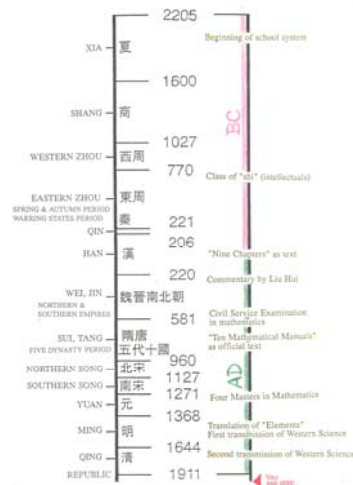 2205
Beginning of school system
XIA 夏
1600
SHANG 商
BC
1027
WESTERN ZHOU 西周
770
Class of "shi" (intellectuals)
EASTERN ZHOU 東周
SPRING & AUTUMN PERIOD
WARRING STATES PERIOD
秦 221
QIN
206
HAN 漢
"Nine Chapters" as text
220
Commentary by Liu Hui
WEI, JIN 魏晉南北朝
NORTHERN &
SOUTHERN EMPIRES
581
Civil Service Examination
in mathematics
SUI, TANG 隋唐
"Ten Mathematical Manuals"
as official text
FIVE DYNASTY PERIOD 五代十國
960
NORTHERN SONG 北宋
AD
1127
SOUTHERN SONG 南宋
1271
Four Masters in Mathematics
YUAN 元
1368
Translation of "Elements"
First transmission of Western Science
MING 明
1644
Second transmission of Western Science
QING 清
REPUBLIC 1911
YOU
ARE HERE